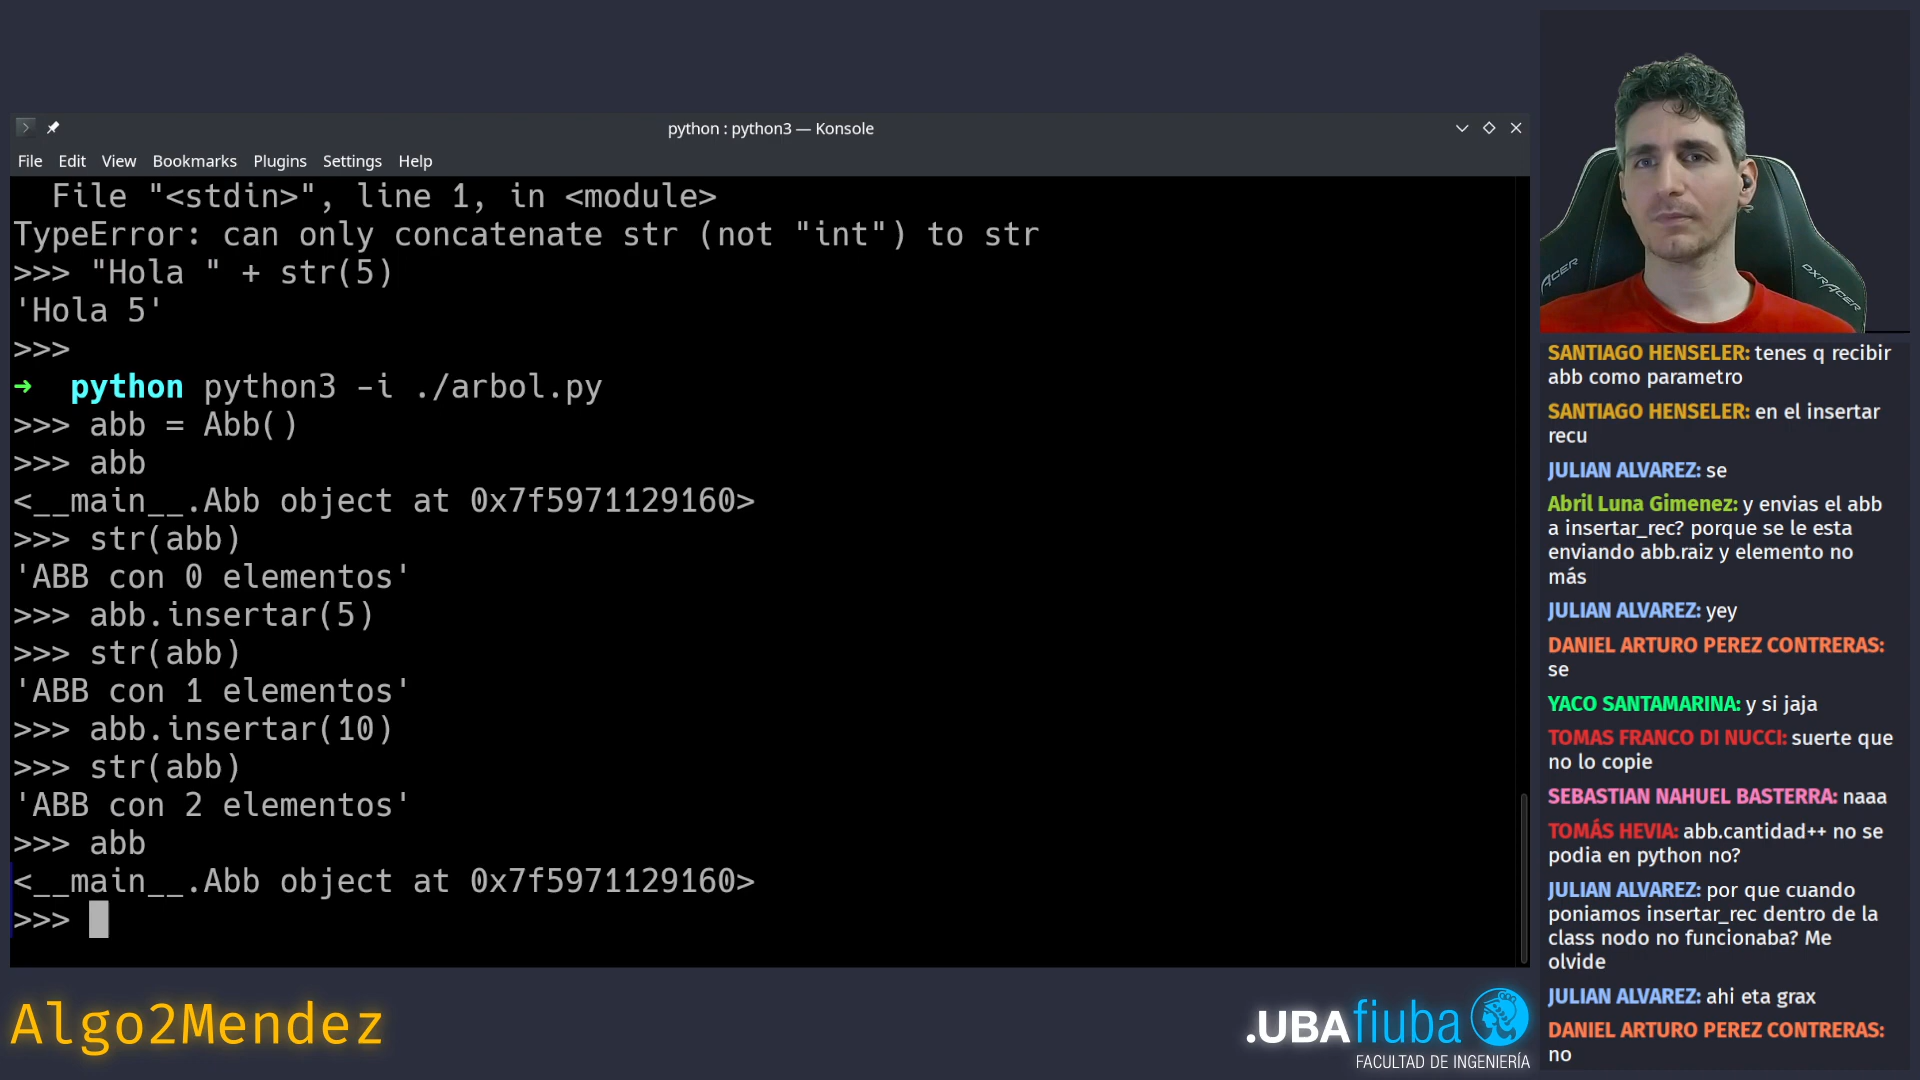 python : python3 — Konsole
File Edit View Bookmarks Plugins Settings Help
  File "<stdin>", line 1, in <module>
TypeError: can only concatenate str (not "int") to str
>>> "Hola " + str(5)
'Hola 5'
>>>
➜  python python3 -i ./arbol.py
>>> abb = Abb()
>>> abb
<__main__.Abb object at 0x7f5971129160>
>>> str(abb)
'ABB con 0 elementos'
>>> abb.insertar(5)
>>> str(abb)
'ABB con 1 elementos'
>>> abb.insertar(10)
>>> str(abb)
'ABB con 2 elementos'
>>> abb
<__main__.Abb object at 0x7f5971129160>
>>>
ACER
DXRACER
SANTIAGO HENSELER: tenes q recibir
abb como parametro
SANTIAGO HENSELER: en el insertar
recu
JULIAN ALVAREZ: se
Abril Luna Gimenez: y envias el abb
a insertar_rec? porque se le esta
enviando abb.raiz y elemento no
más
JULIAN ALVAREZ: yey
DANIEL ARTURO PEREZ CONTRERAS:
se
YACO SANTAMARINA: y si jaja
TOMAS FRANCO DI NUCCI: suerte que
no lo copie
SEBASTIAN NAHUEL BASTERRA: naaa
TOMÁS HEVIA: abb.cantidad++ no se
podia en python no?
JULIAN ALVAREZ: por que cuando
poniamos insertar_rec dentro de la
class nodo no funcionaba? Me
olvide
JULIAN ALVAREZ: ahi eta grax
DANIEL ARTURO PEREZ CONTRERAS:
no
Algo2Mendez
.UBAfiuba
FACULTAD DE INGENIERÍA